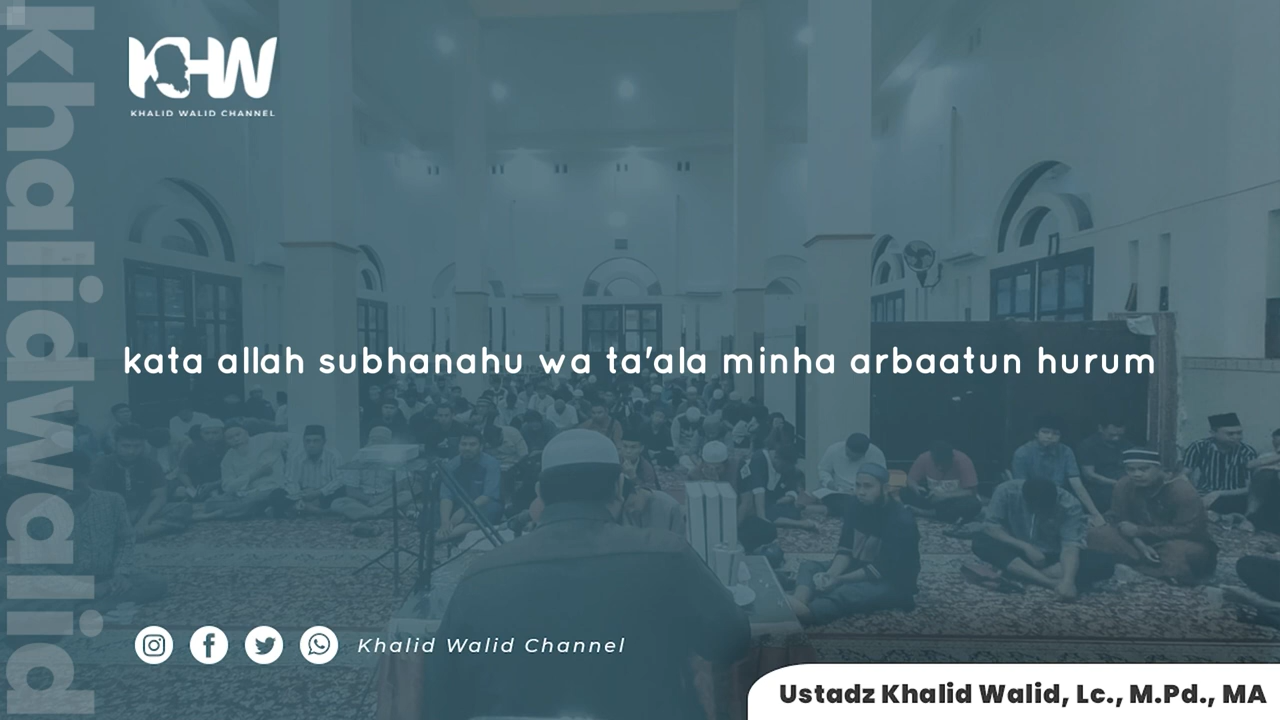 khalidwalid
KHW
KHALID WALID CHANNEL
kata allah subhanahu wa ta'ala minha arbaatun hurum
Khalid Walid Channel
Ustadz Khalid Walid, Lc., M.Pd., MA